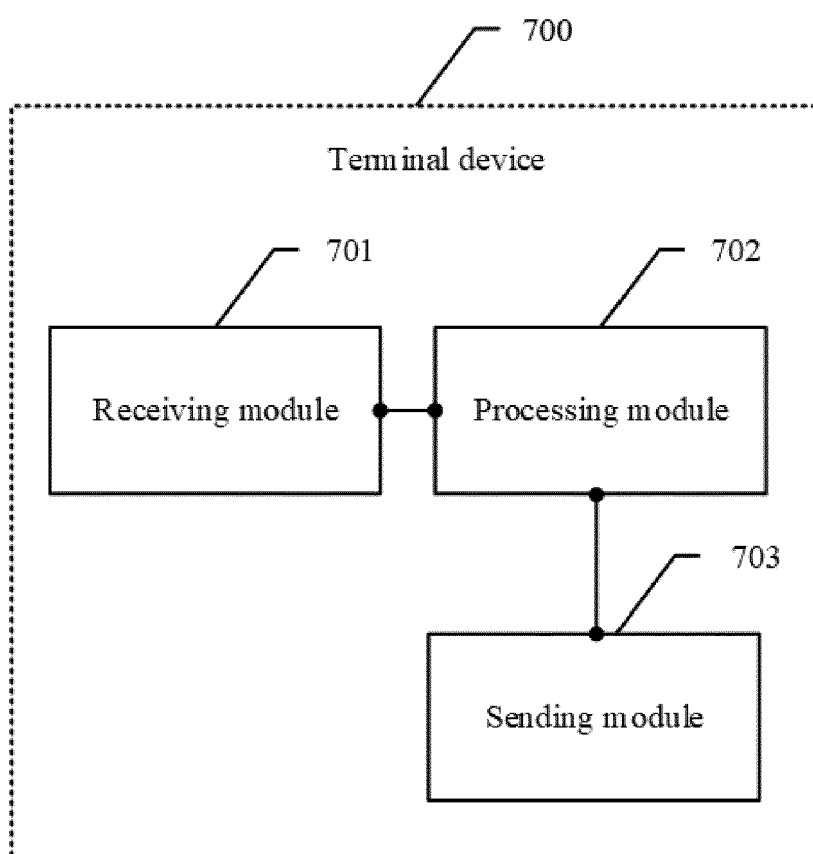 700
Terminal device
701
702
Receiving module
Processing module
703
Sending module